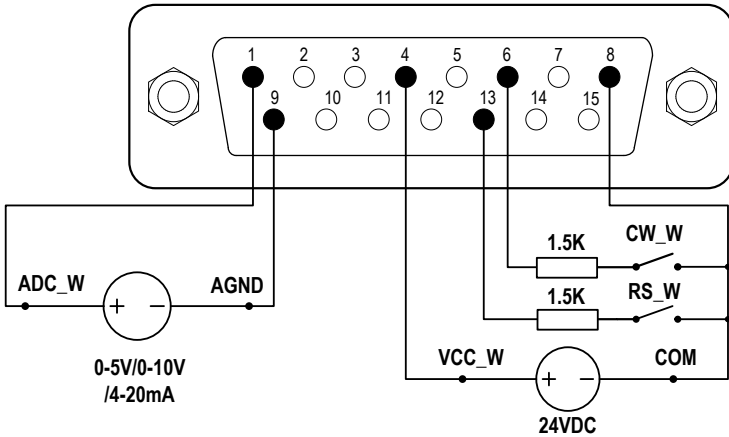 1 2 3 4 5 6 7 8
9 10 11 12 13 14 15
1.5K CW_W
ADC_W AGND
1.5K RS_W
0-5V/0-10V
/4-20mA
VCC_W COM
24VDC